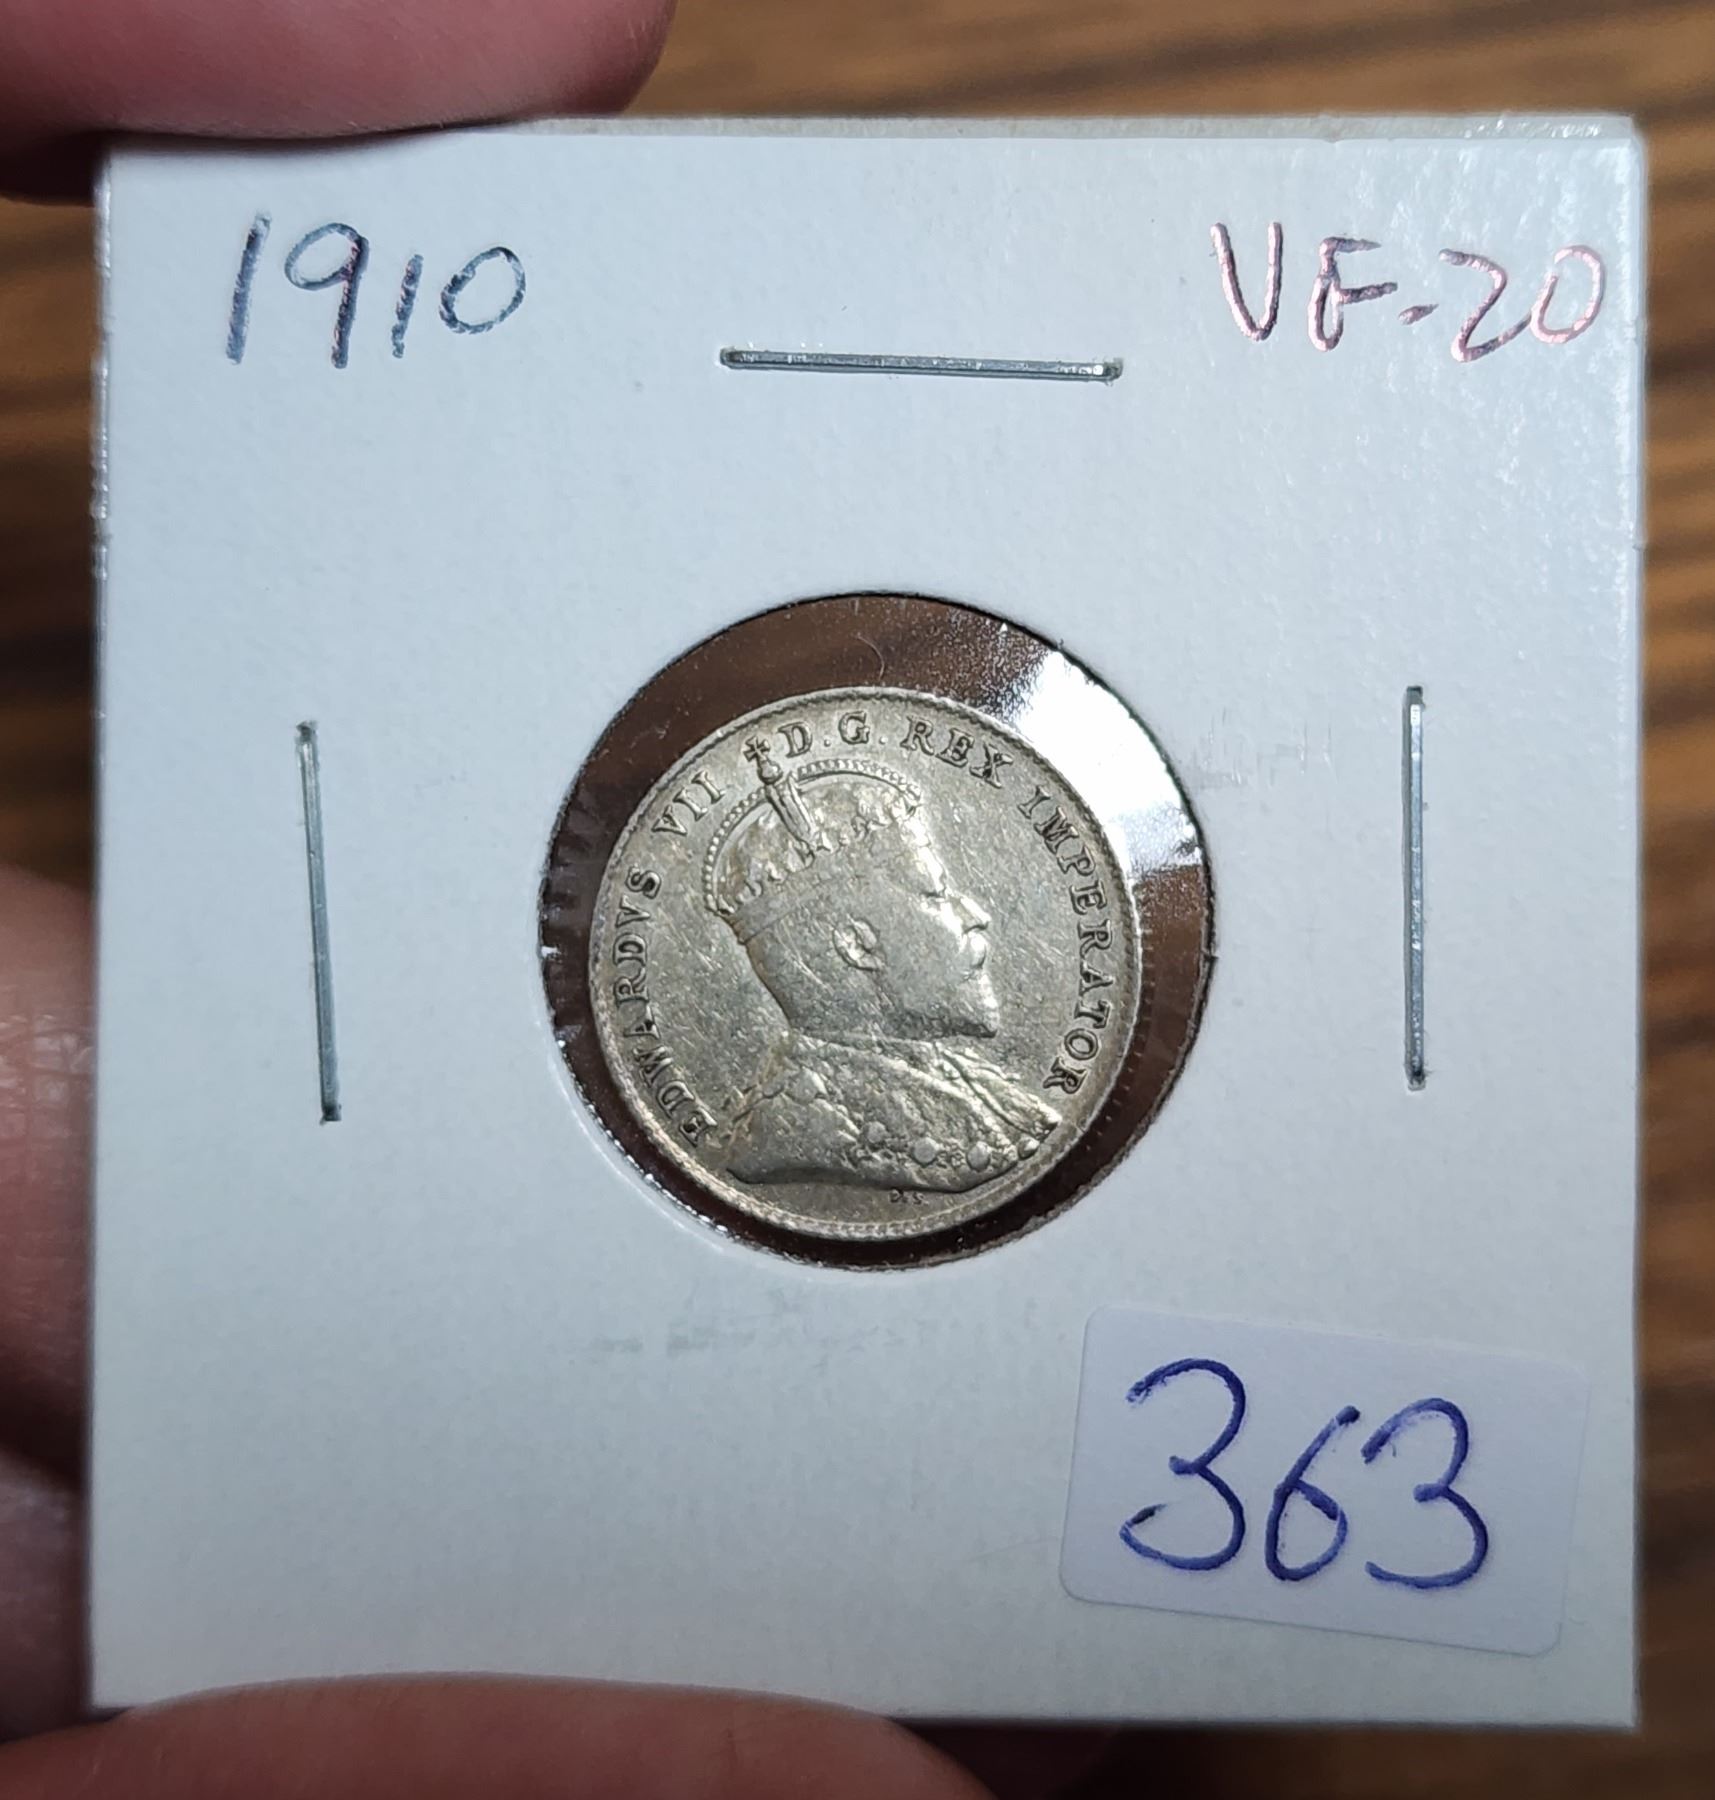 1910
VF-20
EDWARDVS VII D.G. REX IMPERATOR
D.S.
363